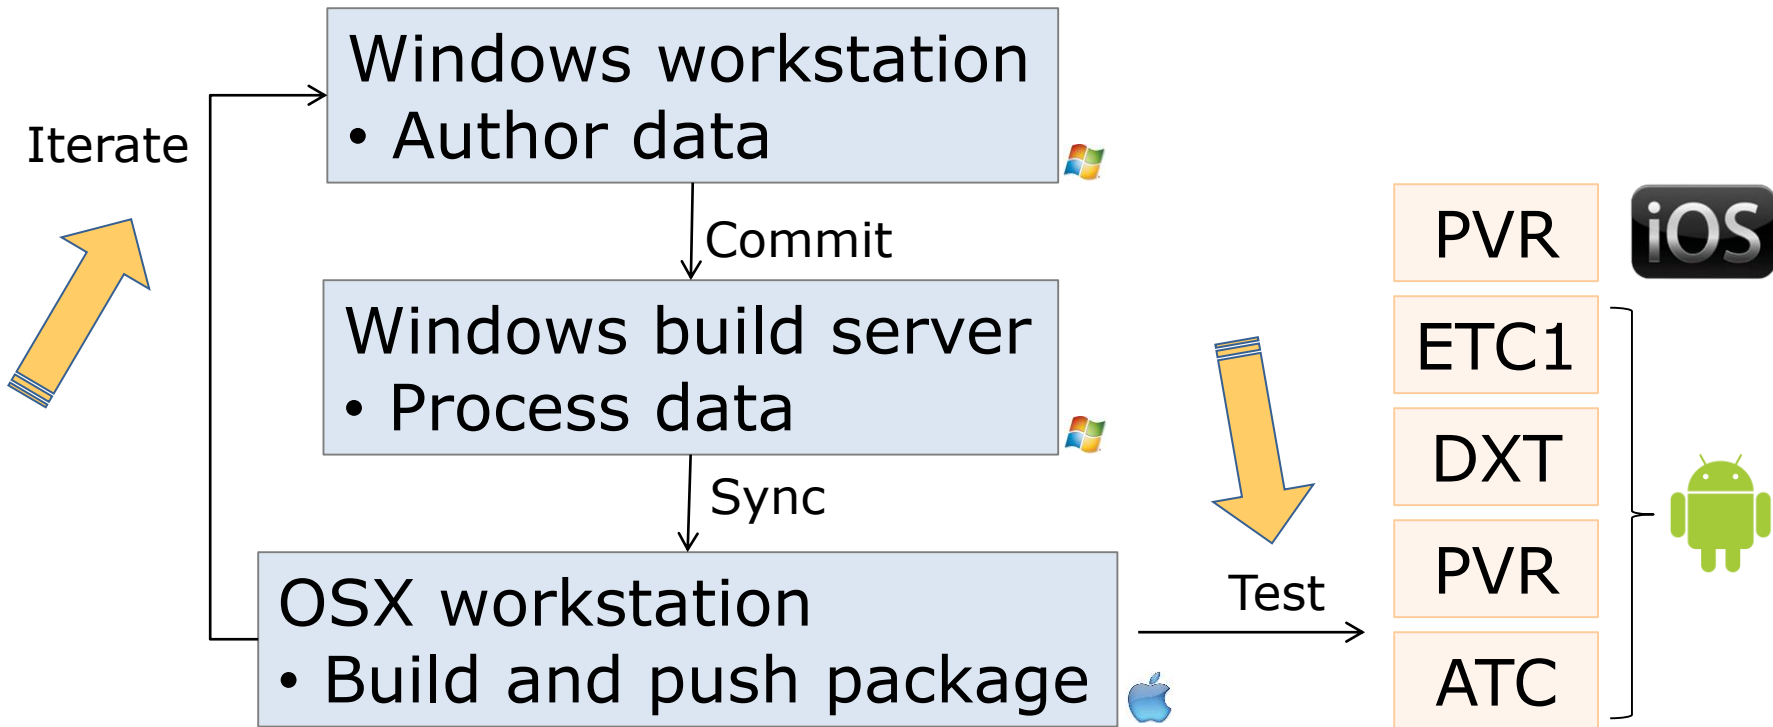 Windows workstation
• Author data
Iterate
Commit
Windows build server
• Process data
Sync
OSX workstation
• Build and push package
Test
PVR
iOS
ETC1
DXT
PVR
ATC